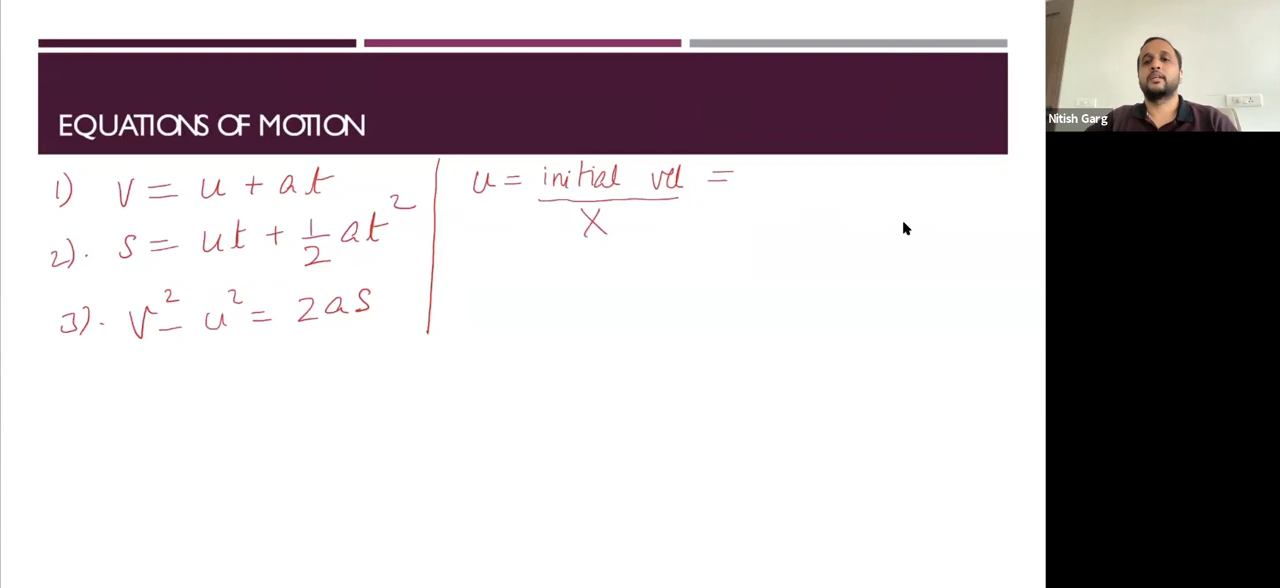 EQUATIONS OF MOTION
1) v = u + at
2). s = ut + 1/2 at²
3). v² - u² = 2as
u = initial vel =
X
Nitish Garg